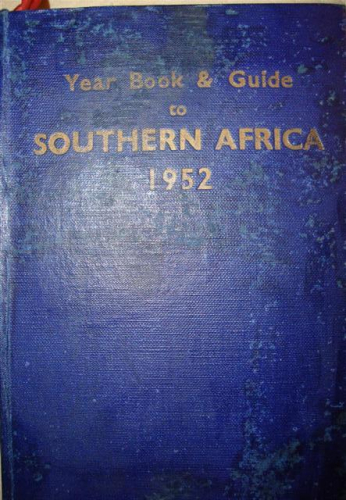 Year Book & Guide
to
SOUTHERN AFRICA
1952